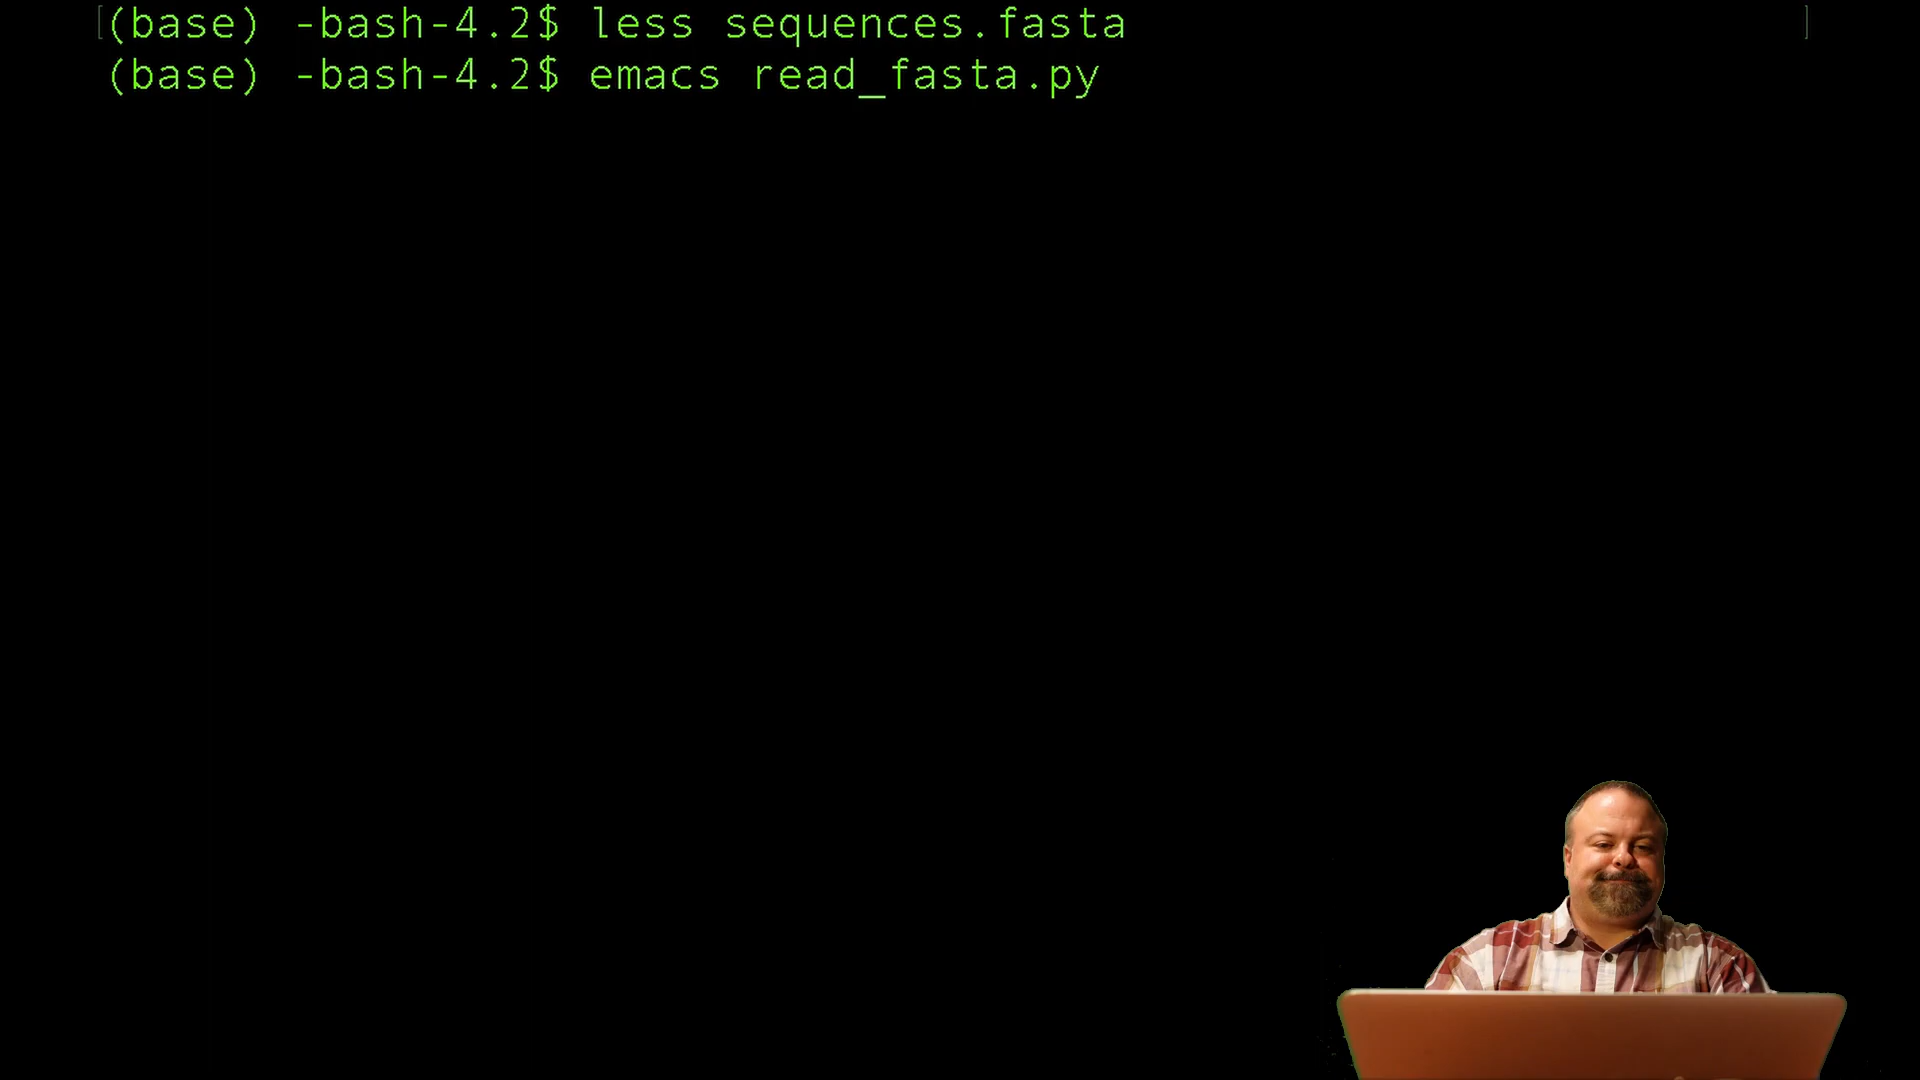 [(base) -bash-4.2$ less sequences.fasta ]
(base) -bash-4.2$ emacs read_fasta.py